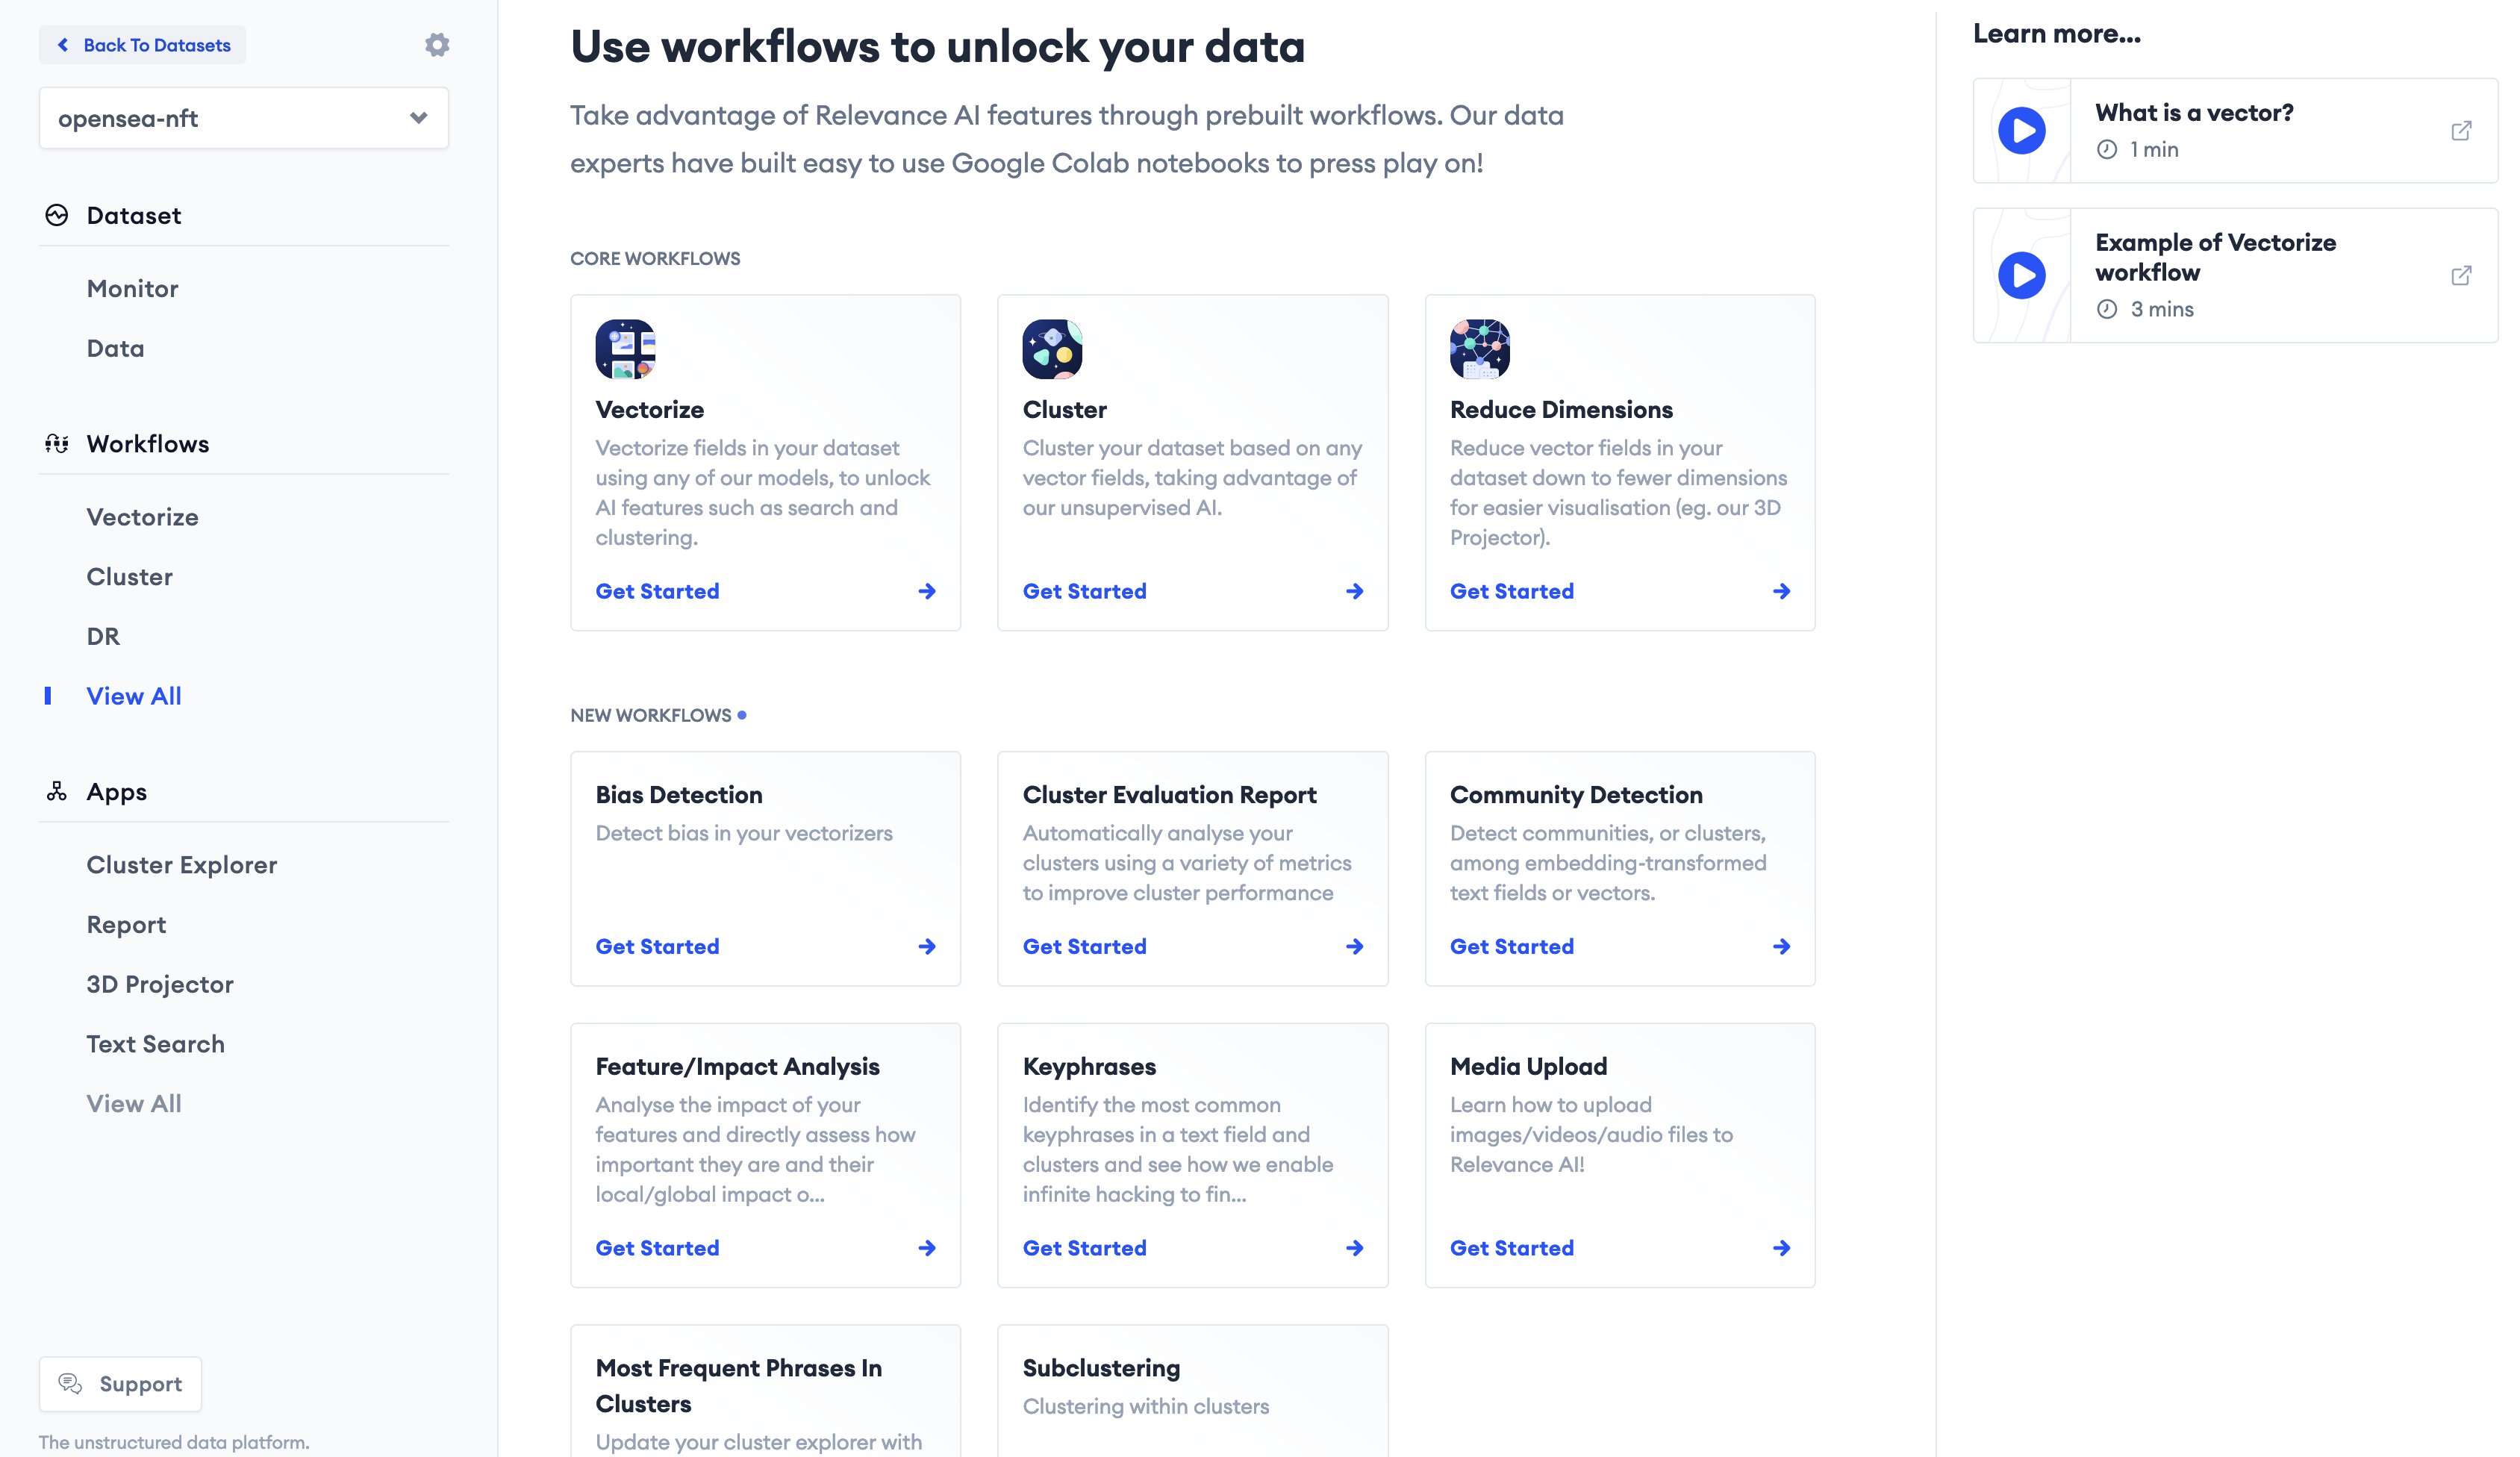 Back To Datasets
opensea-nft
Dataset
Monitor
Data
Workflows
Vectorize
Cluster
DR
View All
Apps
Cluster Explorer
Report
3D Projector
Text Search
View All
Support
The unstructured data platform.
Use workflows to unlock your data
Take advantage of Relevance AI features through prebuilt workflows. Our data
experts have built easy to use Google Colab notebooks to press play on!
CORE WORKFLOWS
Vectorize
Vectorize fields in your dataset
using any of our models, to unlock
AI features such as search and
clustering.
Get Started
Cluster
Cluster your dataset based on any
vector fields, taking advantage of
our unsupervised AI.
Get Started
Reduce Dimensions
Reduce vector fields in your
dataset down to fewer dimensions
for easier visualisation (eg. our 3D
Projector).
Get Started
NEW WORKFLOWS
Bias Detection
Detect bias in your vectorizers
Get Started
Cluster Evaluation Report
Automatically analyse your
clusters using a variety of metrics
to improve cluster performance
Get Started
Community Detection
Detect communities, or clusters,
among embedding-transformed
text fields or vectors.
Get Started
Feature/Impact Analysis
Analyse the impact of your
features and directly assess how
important they are and their
local/global impact o...
Get Started
Keyphrases
Identify the most common
keyphrases in a text field and
clusters and see how we enable
infinite hacking to fin...
Get Started
Media Upload
Learn how to upload
images/videos/audio files to
Relevance AI!
Get Started
Most Frequent Phrases In
Clusters
Update your cluster explorer with
Subclustering
Clustering within clusters
Learn more...
What is a vector?
1 min
Example of Vectorize
workflow
3 mins